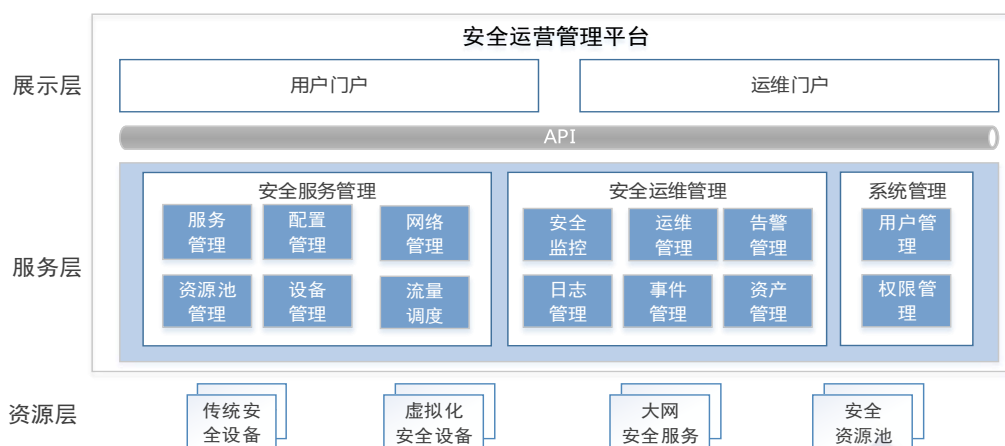 安全运营管理平台
展示层
用户门户
运维门户
API
服务层
安全服务管理
服务
管理
配置
管理
网络
管理
资源池
管理
设备
管理
流量
调度
安全运维管理
安全
监控
运维
管理
告警
管理
日志
管理
事件
管理
资产
管理
系统管理
用户管
理
权限管
理
资源层
传统安
全设备
虚拟化
安全设备
大网
安全服务
安全
资源池